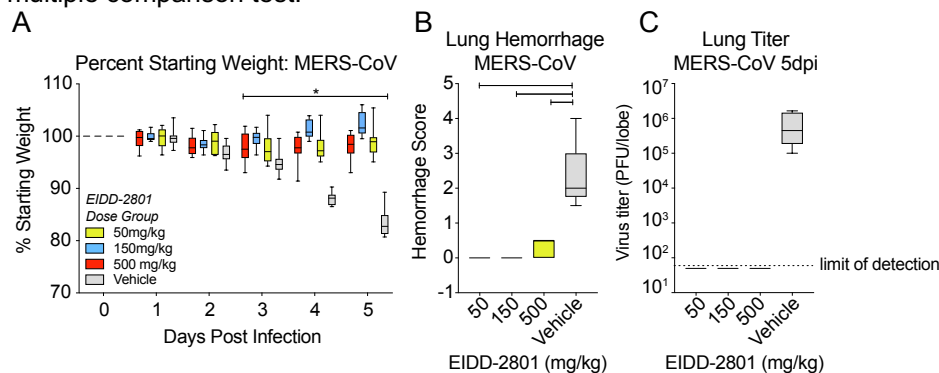 multiple comparison test.
A
Percent Starting Weight: MERS-CoV
110
100
90
80
70
% Starting Weight
*
EIDD-2801
Dose Group
50mg/kg
150mg/kg
500 mg/kg
Vehicle
0 1 2 3 4 5
Days Post Infection
B
Lung Hemorrhage
MERS-CoV
5
4
3
2
1
0
-1
Hemorrhage Score
50 150 500 Vehicle
EIDD-2801 (mg/kg)
C
Lung Titer
MERS-CoV 5dpi
10⁷
10⁶
10⁵
10⁴
10³
10²
10¹
Virus titer (PFU/lobe)
limit of detection
50 150 500 Vehicle
EIDD-2801 (mg/kg)